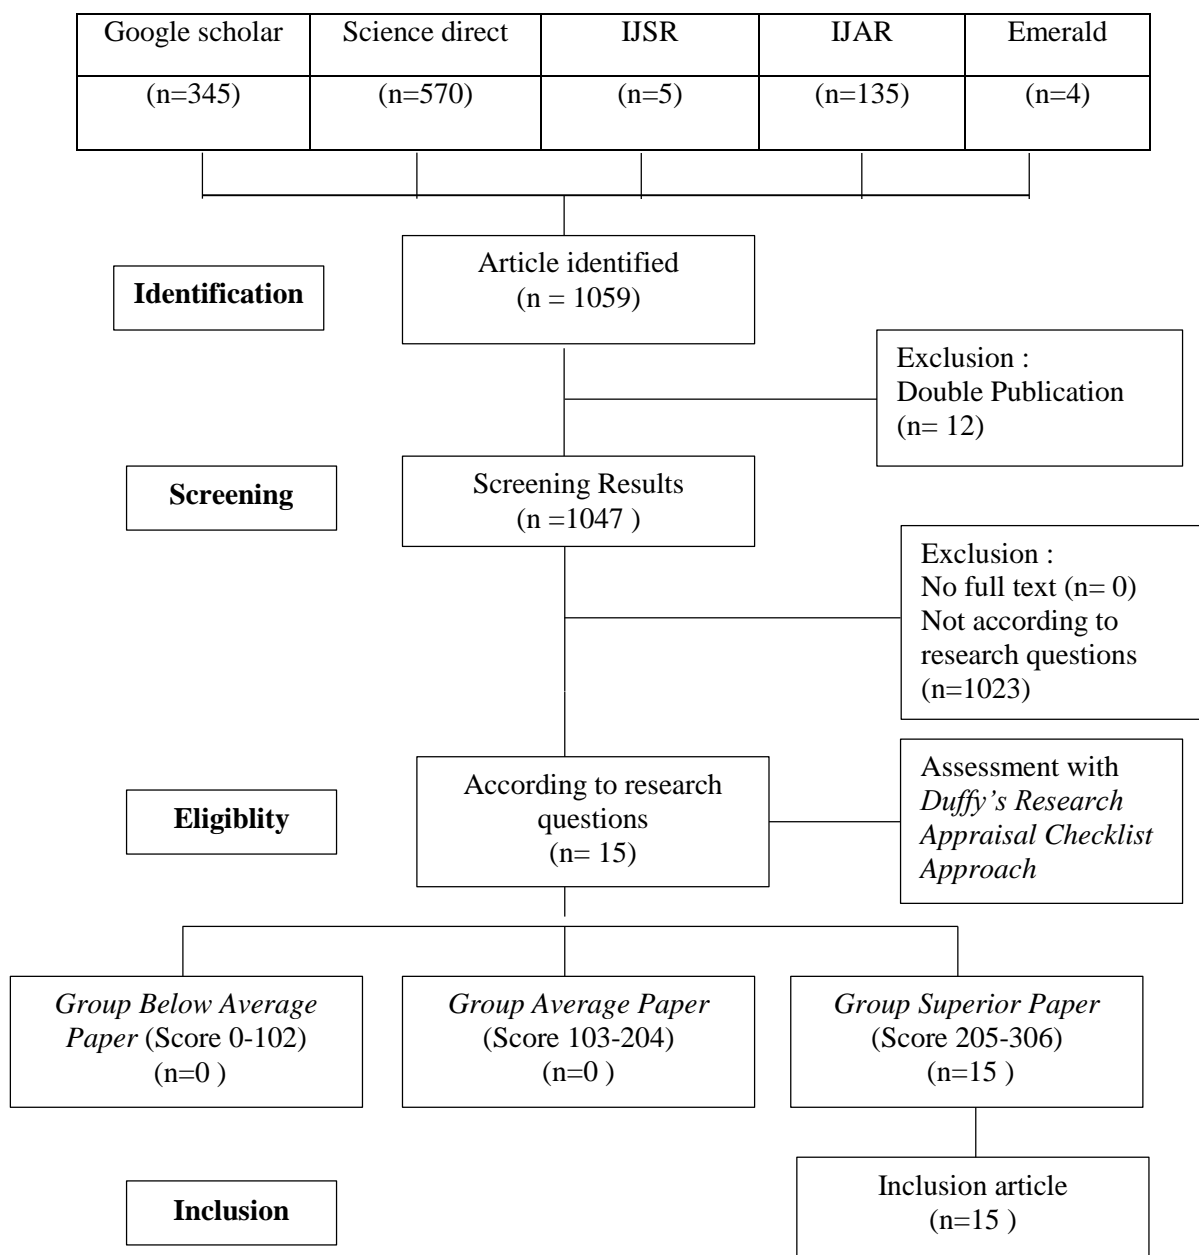 Google scholar
Science direct
IJSR
IJAR
Emerald
(n=345)
(n=570)
(n=5)
(n=135)
(n=4)
Article identified
(n = 1059)
Identification
Exclusion :
Double Publication
(n= 12)
Screening
Screening Results
(n =1047 )
Exclusion :
No full text (n= 0)
Not according to
research questions
(n=1023)
Eligiblity
According to research
questions
(n= 15)
Assessment with
Duffy's Research
Appraisal Checklist
Approach
Group Below Average
Paper (Score 0-102)
(n=0 )
Group Average Paper
(Score 103-204)
(n=0 )
Group Superior Paper
(Score 205-306)
(n=15 )
Inclusion
Inclusion article
(n=15 )